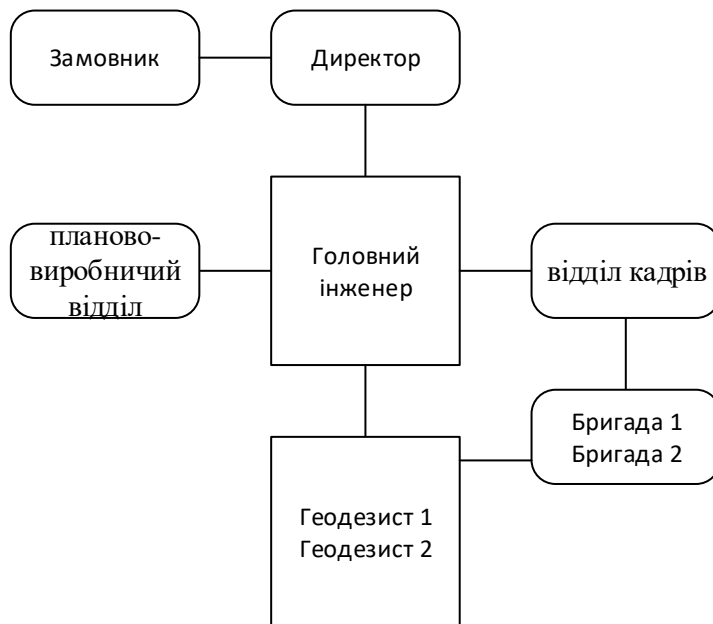 Замовник
Директор
планово-
виробничий
відділ
Головний
інженер
відділ кадрів
Бригада 1
Бригада 2
Геодезист 1
Геодезист 2